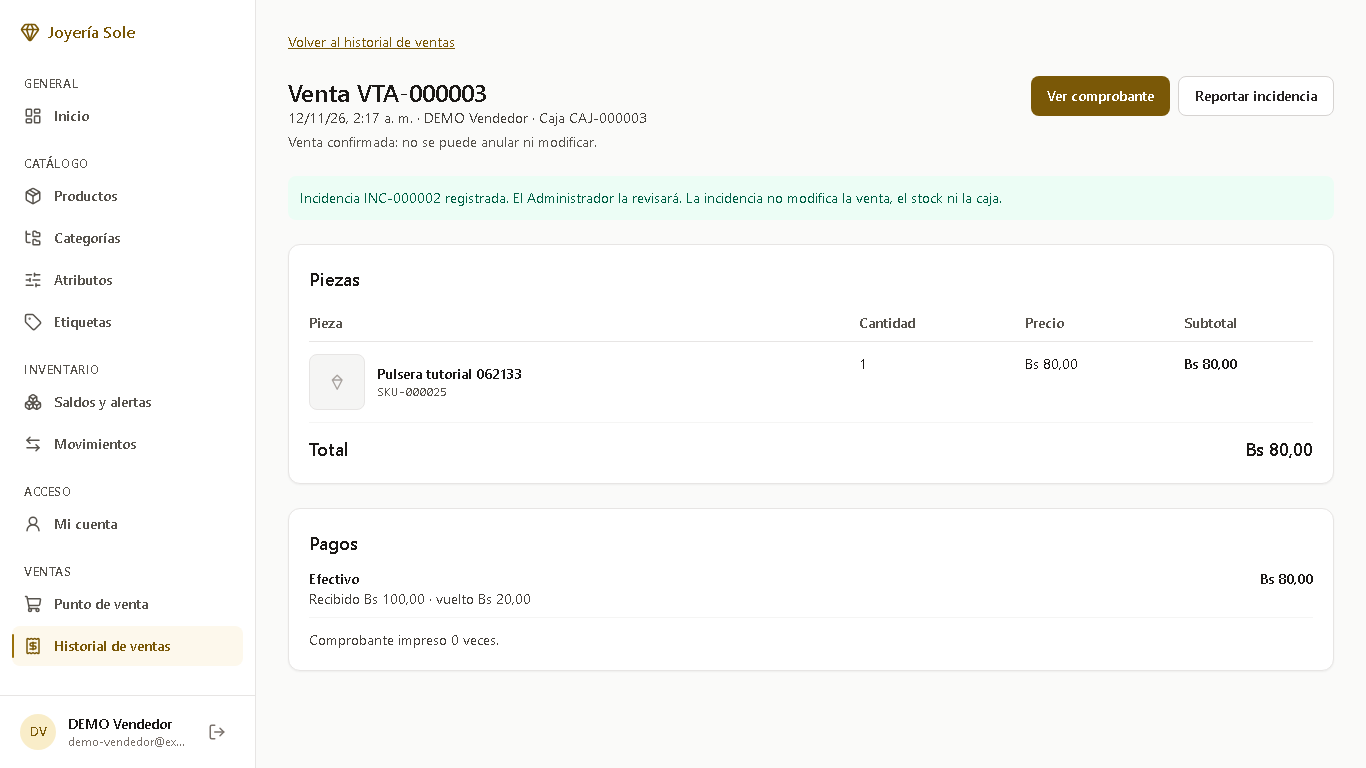 Joyería Sole
GENERAL
Inicio
CATÁLOGO
Productos
Categorías
Atributos
Etiquetas
INVENTARIO
Saldos y alertas
Movimientos
ACCESO
Mi cuenta
VENTAS
Punto de venta
Historial de ventas
DV
DEMO Vendedor
demo-vendedor@ex...
Volver al historial de ventas
Venta VTA-000003
12/11/26, 2:17 a. m. · DEMO Vendedor · Caja CAJ-000003
Venta confirmada: no se puede anular ni modificar.
Ver comprobante
Reportar incidencia
Incidencia INC-000002 registrada. El Administrador la revisará. La incidencia no modifica la venta, el stock ni la caja.
Piezas
Pieza Cantidad Precio Subtotal
Pulsera tutorial 062133 1 Bs 80,00 Bs 80,00
SKU-000025
Total Bs 80,00
Pagos
Efectivo Bs 80,00
Recibido Bs 100,00 · vuelto Bs 20,00
Comprobante impreso 0 veces.